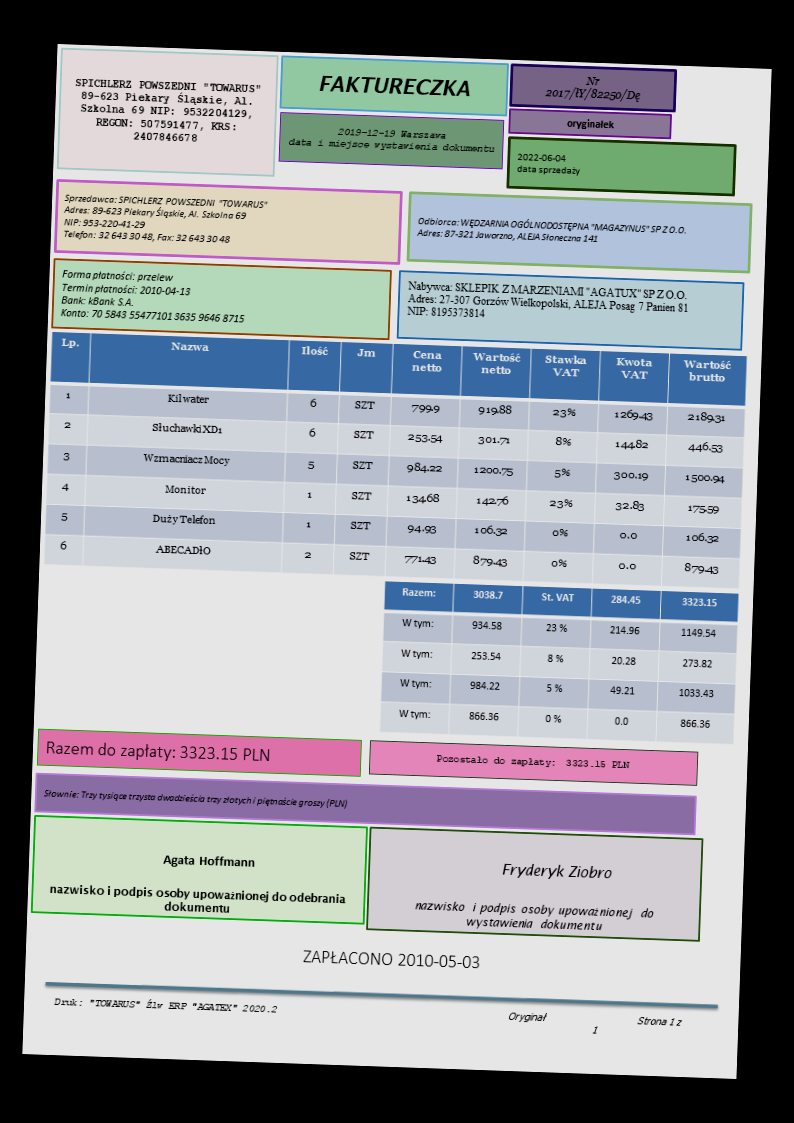 SPICHLERZ POWSZEDNI "TOWARUS"
89-623 Piekary Śląskie, Al.
Szkolna 69 NIP: 9532204129,
REGON: 507591477, KRS:
2407846678
FAKTURECZKA
2019-12-19 Warszawa
data i miejsce wystawienia dokumentu
Nr
2017/łY/82250/Dę
oryginałek
2022-06-04
data sprzedaży
Sprzedawca: SPICHLERZ POWSZEDNI "TOWARUS"
Adres: 89-623 Piekary Śląskie, Al. Szkolna 69
NIP: 953-220-41-29
Telefon: 32 643 30 48, Fax: 32 643 30 48
Odbiorca: WĘDZARNIA OGÓLNODOSTĘPNA "MAGAZYNUS" SP Z O.O.
Adres: 87-321 Jaworzno, ALEJA Słoneczna 141
Forma płatności: przelew
Termin płatności: 2010-04-13
Bank: kBank S.A.
Konto: 70 5843 55477101 3635 9646 8715
Nabywca: SKLEPIK Z MARZENIAMI "AGATUX" SP Z O.O.
Adres: 27-307 Gorzów Wielkopolski, ALEJA Posąg 7 Panien 81
NIP: 8195373814
Lp. Nazwa Ilość Jm Cena netto Wartość netto Stawka VAT Kwota VAT Wartość brutto
1 Kilwater 6 SZT 799.9 919.88 23% 1269.43 2189.31
2 Słuchawki XD1 6 SZT 253.54 301.71 8% 144.82 446.53
3 Wzmacniacz Mocy 5 SZT 984.22 1200.75 5% 300.19 1500.94
4 Monitor 1 SZT 134.68 142.76 23% 32.83 175.59
5 Duży Telefon 1 SZT 94.93 106.32 0% 0.0 106.32
6 ABECADłO 2 SZT 771.43 879.43 0% 0.0 879.43
Razem: 3038.7 St. VAT 284.45 3323.15
W tym: 934.58 23 % 214.96 1149.54
W tym: 253.54 8 % 20.28 273.82
W tym: 984.22 5 % 49.21 1033.43
W tym: 866.36 0 % 0.0 866.36
Razem do zapłaty: 3323.15 PLN
Pozostało do zapłaty: 3323.15 PLN
Słownie: Trzy tysiące trzysta dwadzieścia trzy złotych i piętnaście groszy (PLN)
Agata Hoffmann
nazwisko i podpis osoby upoważnionej do odebrania
dokumentu
Fryderyk Ziobro
nazwisko i podpis osoby upoważnionej do
wystawienia dokumentu
ZAPŁACONO 2010-05-03
Druk: "TOWARUS" Źlv ERP "AGATEX" 2020.2
Oryginał
Strona 1 z
1